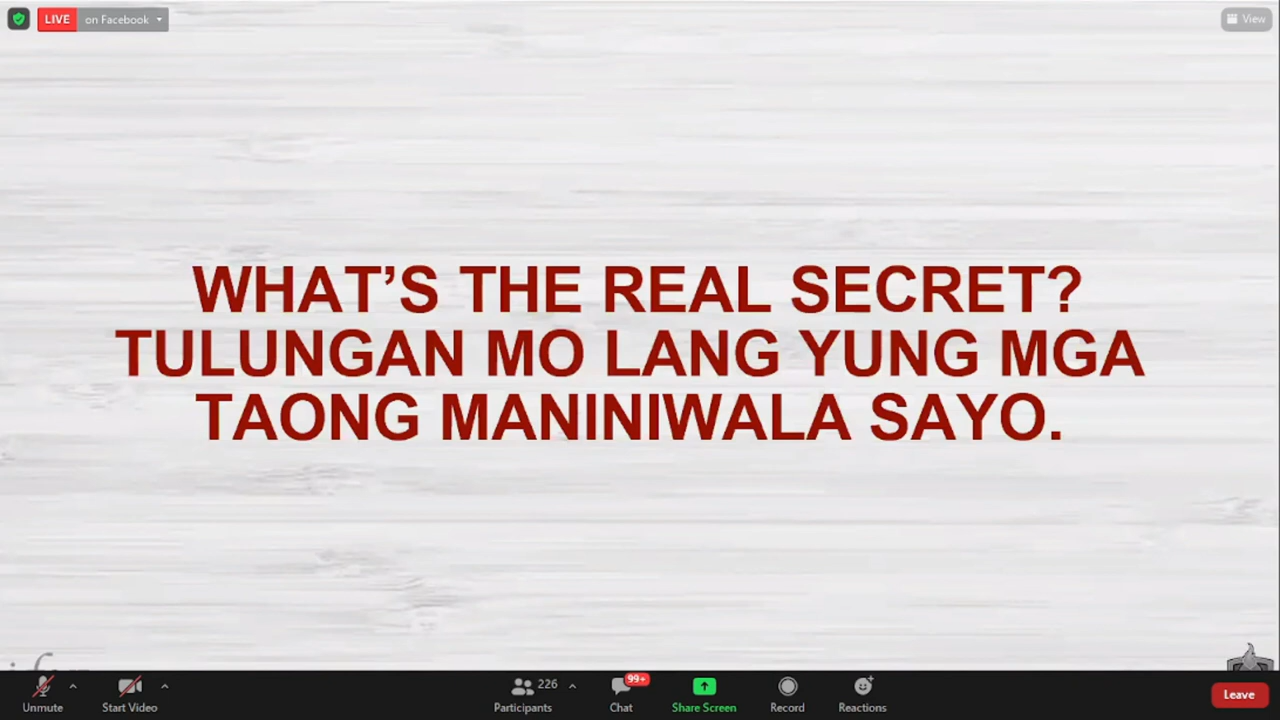 LIVE on Facebook
View
WHAT’S THE REAL SECRET?
TULUNGAN MO LANG YUNG MGA
TAONG MANINIWALA SAYO.
226
99+
Unmute
Start Video
Participants
Chat
Share Screen
Record
Reactions
Leave